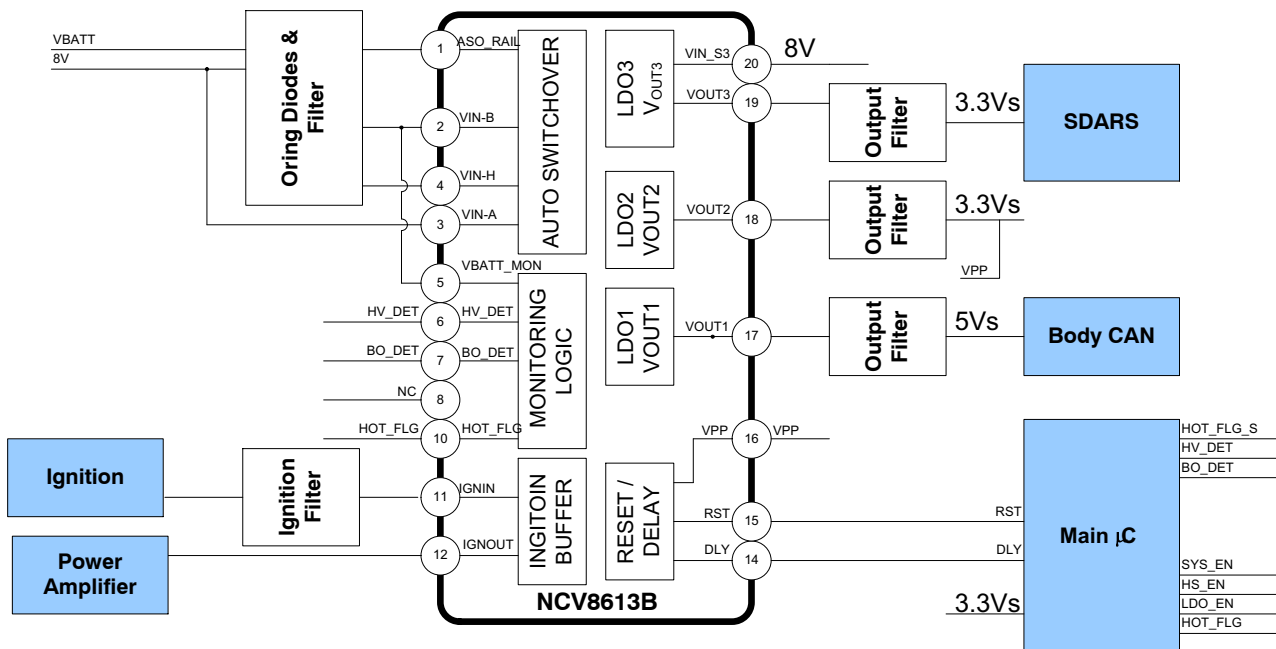 VBATT
8V
Oring Diodes &
Filter
1
ASO_RAIL
2
VIN-B
4
VIN-H
3
VIN-A
AUTO SWITCHOVER
5
VBATT_MON
HV_DET
6
HV_DET
BO_DET
7
BO_DET
NC
8
HOT_FLG
10
HOT_FLG
MONITORING
LOGIC
Ignition
Ignition
Filter
11
IGNIN
Power
Amplifier
12
IGNOUT
INGITOIN
BUFFER
LDO3
VOUT3
VIN_S3
20
8V
VOUT3
19
Output
Filter
3.3Vs
SDARS
LDO2
VOUT2
VOUT2
18
Output
Filter
3.3Vs
VPP
LDO1
VOUT1
VOUT1
17
Output
Filter
5Vs
Body CAN
RESET /
DELAY
VPP
16
VPP
RST
15
RST
DLY
14
DLY
3.3Vs
Main µC
HOT_FLG_S
HV_DET
BO_DET
SYS_EN
HS_EN
LDO_EN
HOT_FLG
NCV8613B